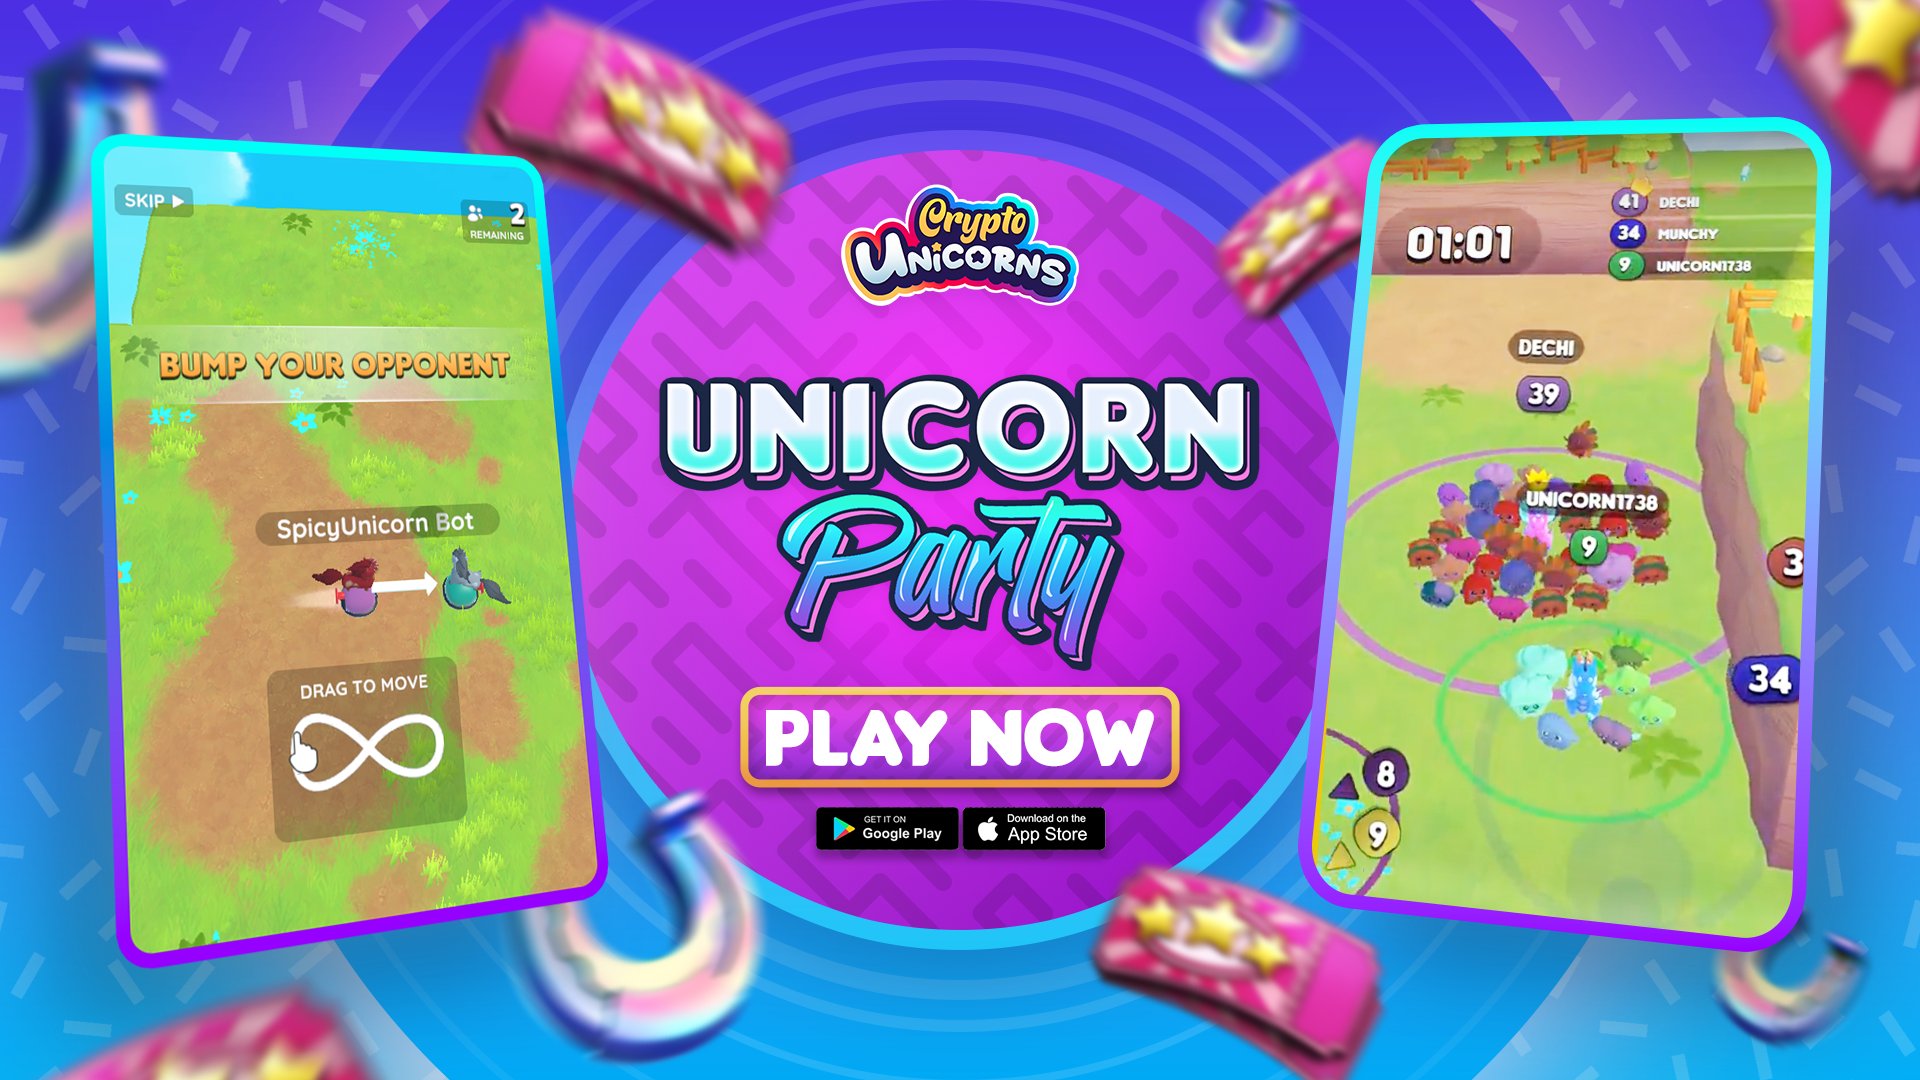 SKIP
2
REMAINING
BUMP YOUR OPPONENT
SpicyUnicorn Bot
DRAG TO MOVE
Crypto
UNICORNS
UNICORN
Party
PLAY NOW
GET IT ON
Google Play
Download on the
App Store
01:01
41 DECHI
34 MUNCHY
9 UNICORN1738
DECHI
39
UNICORN1738
9
3
34
8
9